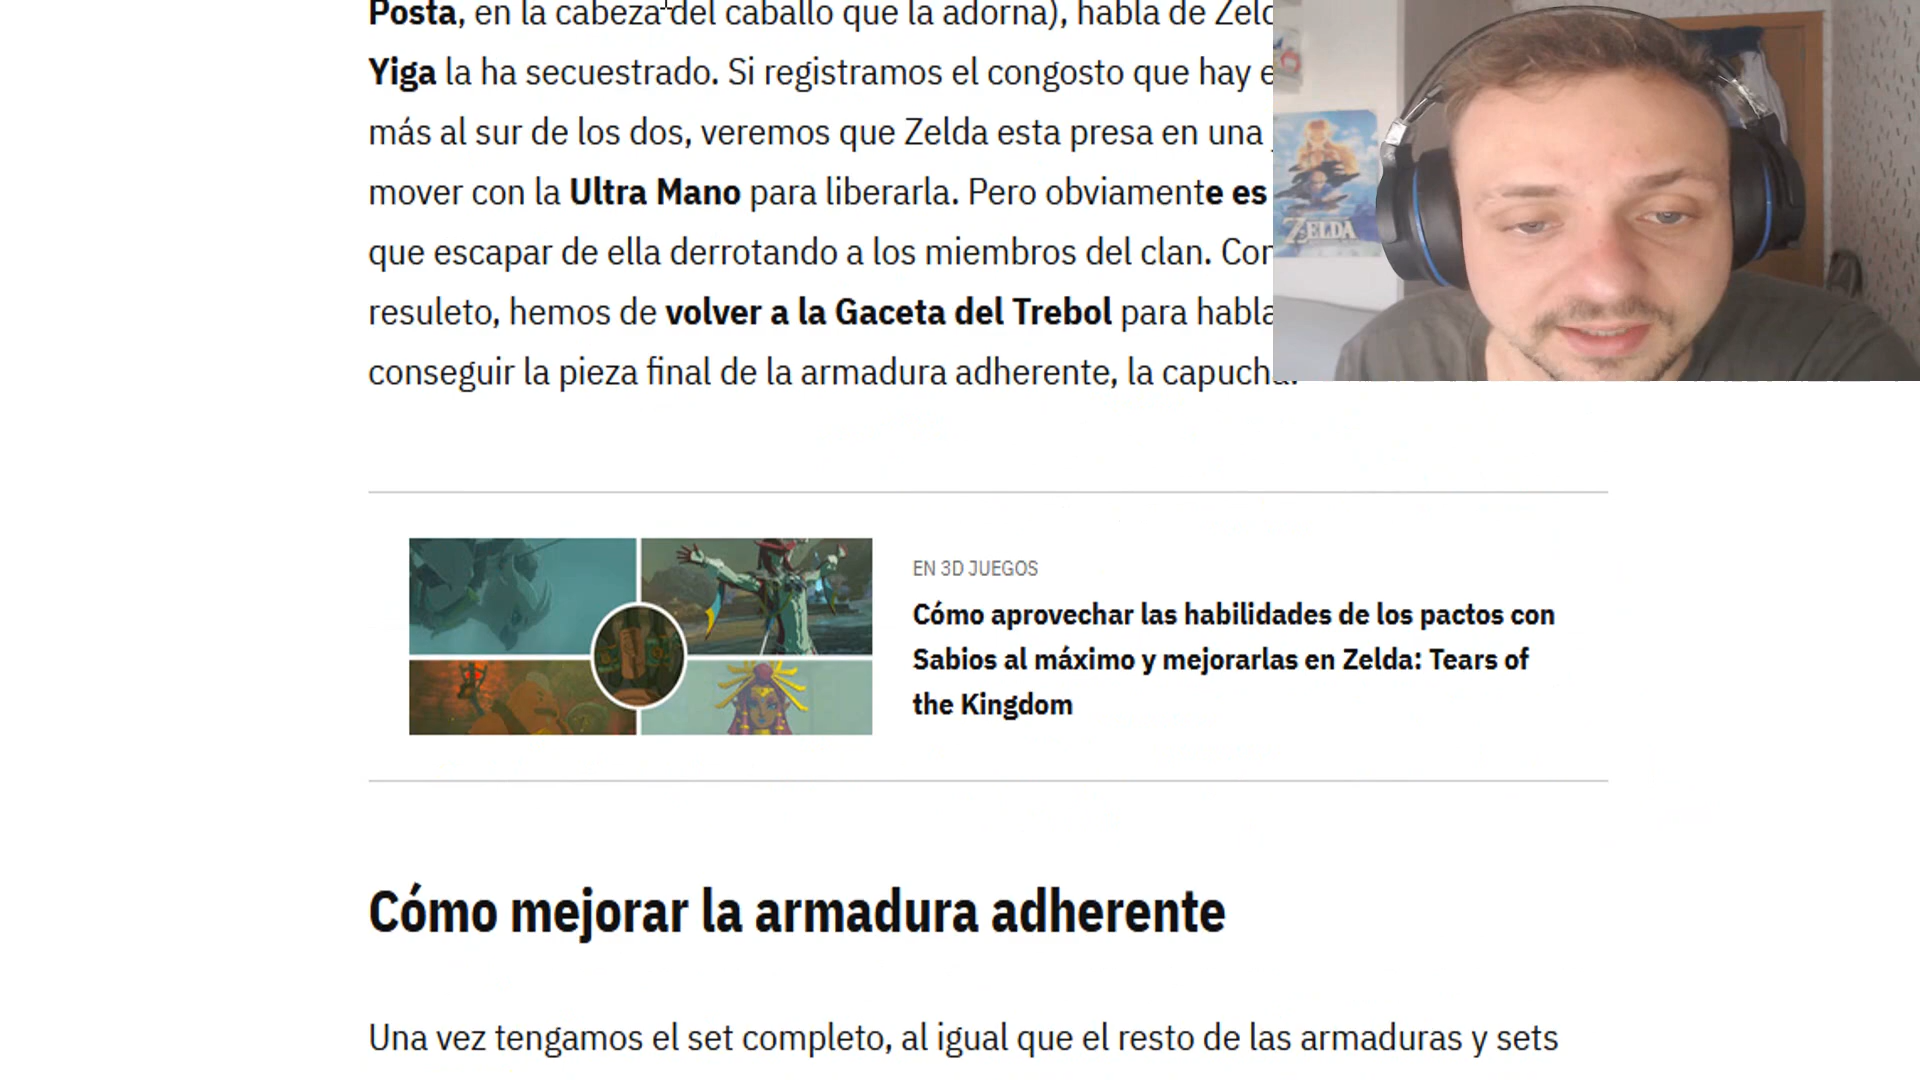 Posta, en la cabeza del caballo que la adorna), habla de Zeld
Yiga la ha secuestrado. Si registramos el congosto que hay e
más al sur de los dos, veremos que Zelda esta presa en una
mover con la Ultra Mano para liberarla. Pero obviamente es
que escapar de ella derrotando a los miembros del clan. Con
resuleto, hemos de volver a la Gaceta del Trebol para habla
conseguir la pieza final de la armadura adherente, la capucha.
ZELDA
EN 3D JUEGOS
Cómo aprovechar las habilidades de los pactos con
Sabios al máximo y mejorarlas en Zelda: Tears of
the Kingdom
Cómo mejorar la armadura adherente
Una vez tengamos el set completo, al igual que el resto de las armaduras y sets